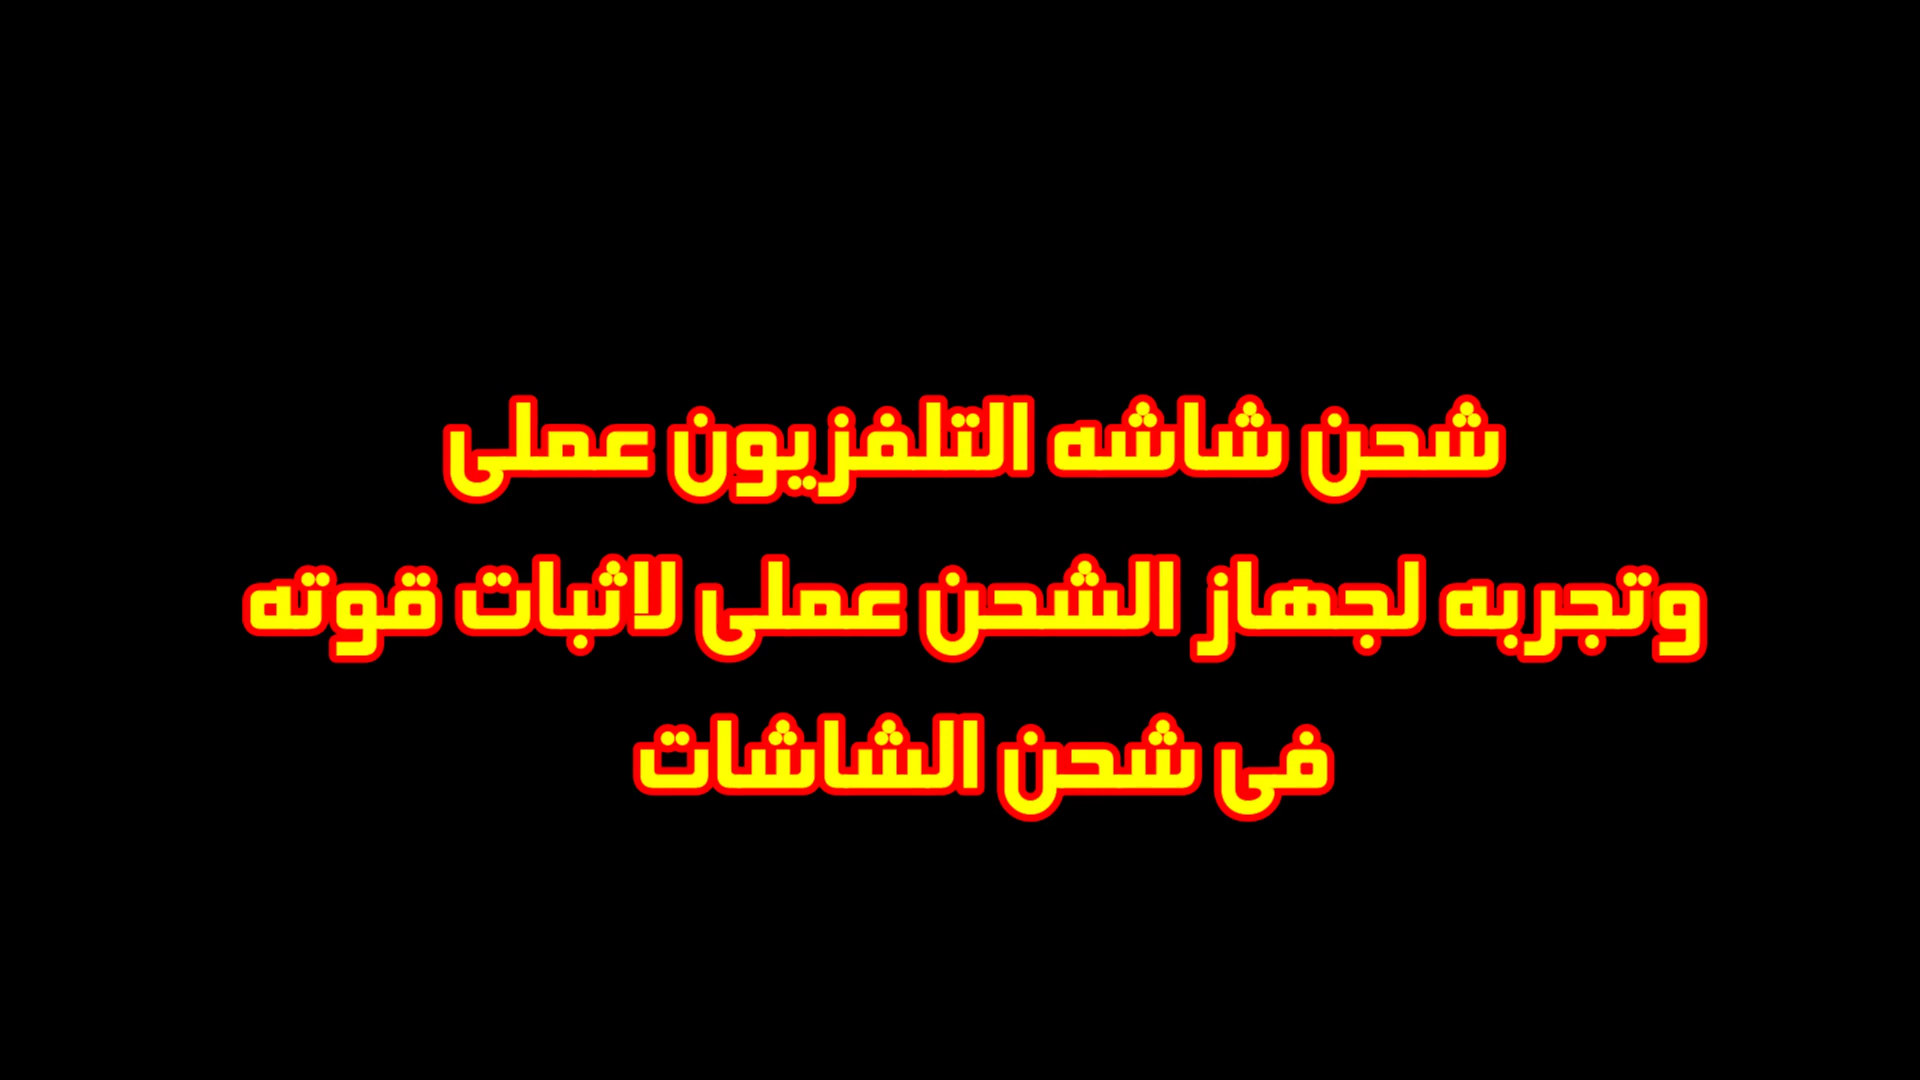 شحن شاشه التلفزيون عملى
وتجربه لجهاز الشحن عملى لاثبات قوته
فى شحن الشاشات